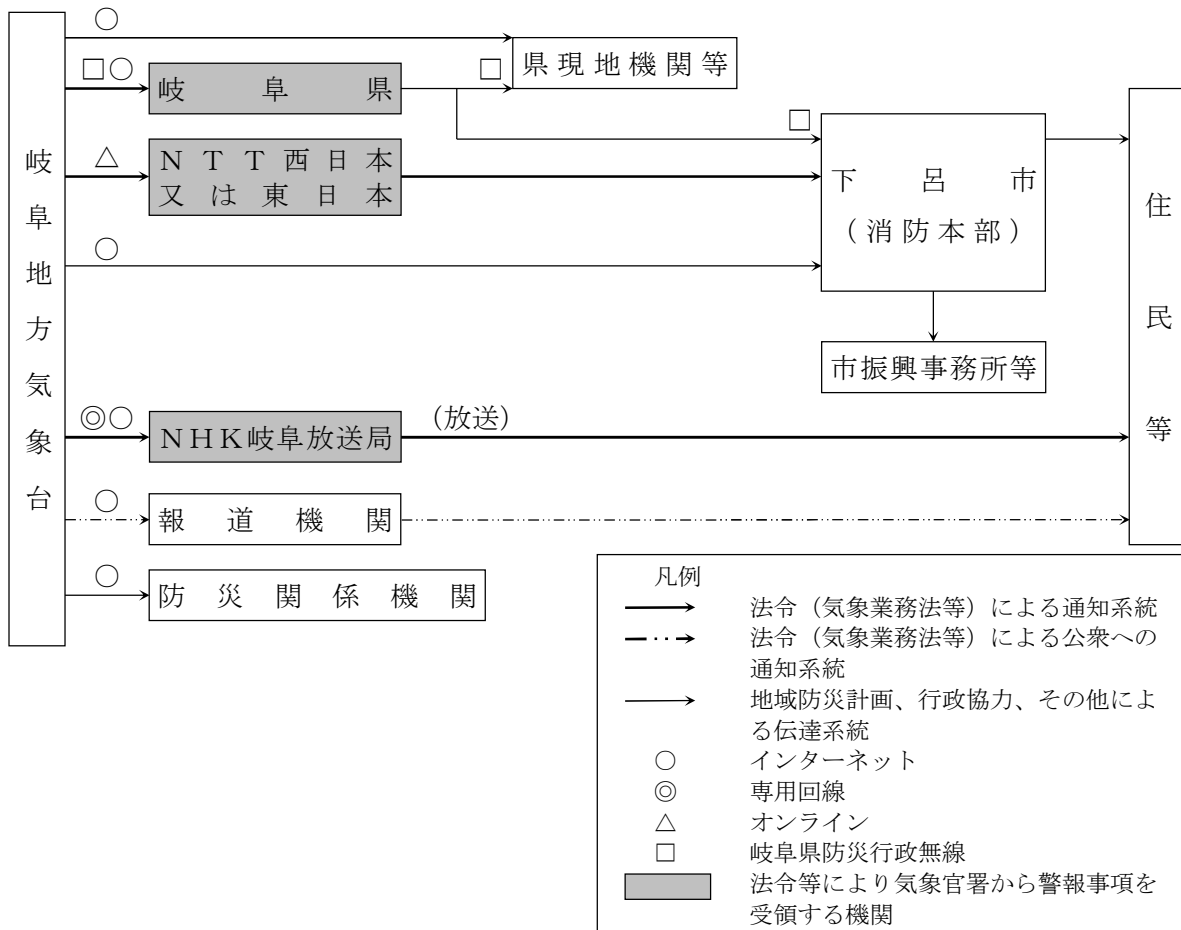 岐阜地方気象台
○
県現地機関等
□○
岐阜県
□
△
NTT西日本
又は東日本
□
下呂市
(消防本部)
○
市振興事務所等
住民等
◎○
NHK岐阜放送局
(放送)
○
報道機関
○
防災関係機関
凡例
法令(気象業務法等)による通知系統
法令(気象業務法等)による公衆への
通知系統
地域防災計画、行政協力、その他によ
る伝達系統
○ インターネット
◎ 専用回線
△ オンライン
□ 岐阜県防災行政無線
法令等により気象官署から警報事項を
受領する機関